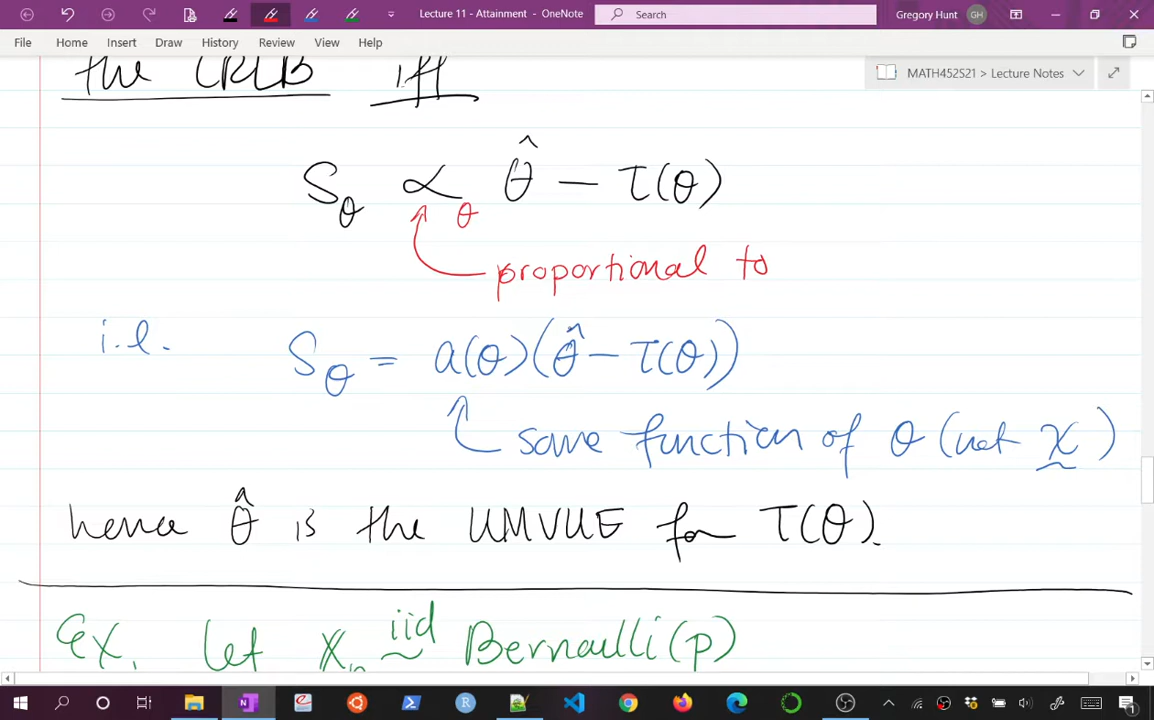 Lecture 11 - Attainment - OneNote
Search
Gregory Hunt
GH
File Home Insert Draw History Review View Help
MATH452S21 > Lecture Notes
the CRLB iff
S_θ ∝_θ θ̂ − τ(θ)
proportional to
i.e. S_θ = a(θ)(θ̂ − τ(θ))
some function of θ (not x)
hence θ̂ is the UMVUE for τ(θ).
Ex. Let X_n iid~ Bernoulli(p)